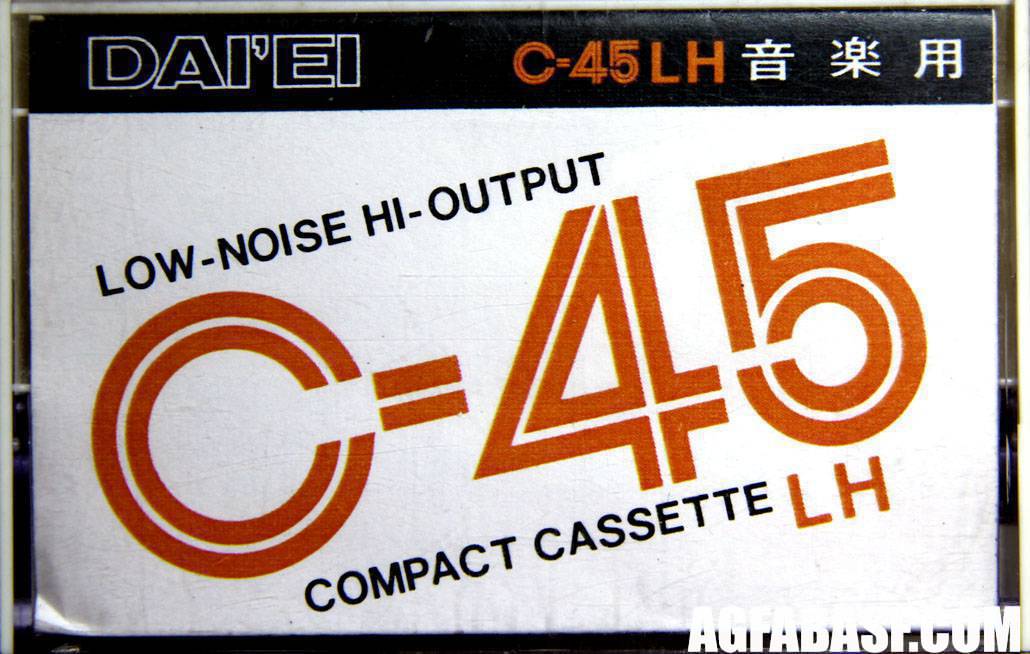 DAI'EI C-45 LH 音楽用
LOW-NOISE HI-OUTPUT
C-45
COMPACT CASSETTE LH
AGFABASF.COM